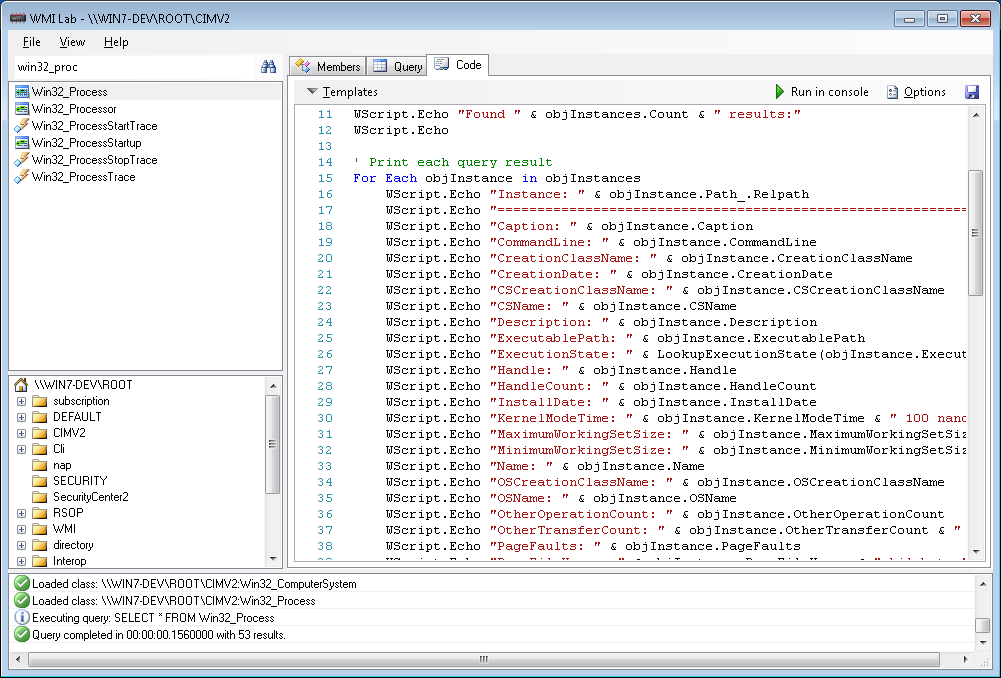 WMI Lab - \\WIN7-DEV\ROOT\CIMV2
File View Help
win32_proc
Members Query Code
Win32_Process
Win32_Processor
Win32_ProcessStartTrace
Win32_ProcessStartup
Win32_ProcessStopTrace
Win32_ProcessTrace
Templates Run in console Options
11 WScript.Echo "Found " & objInstances.Count & " results:"
12 WScript.Echo
13
14 ' Print each query result
15 For Each objInstance in objInstances
16 WScript.Echo "Instance: " & objInstance.Path_.Relpath
17 WScript.Echo "===========================================================
18 WScript.Echo "Caption: " & objInstance.Caption
19 WScript.Echo "CommandLine: " & objInstance.CommandLine
20 WScript.Echo "CreationClassName: " & objInstance.CreationClassName
21 WScript.Echo "CreationDate: " & objInstance.CreationDate
22 WScript.Echo "CSCreationClassName: " & objInstance.CSCreationClassName
23 WScript.Echo "CSName: " & objInstance.CSName
24 WScript.Echo "Description: " & objInstance.Description
25 WScript.Echo "ExecutablePath: " & objInstance.ExecutablePath
26 WScript.Echo "ExecutionState: " & LookupExecutionState(objInstance.Execut
27 WScript.Echo "Handle: " & objInstance.Handle
28 WScript.Echo "HandleCount: " & objInstance.HandleCount
29 WScript.Echo "InstallDate: " & objInstance.InstallDate
30 WScript.Echo "KernelModeTime: " & objInstance.KernelModeTime & " 100 nano
31 WScript.Echo "MaximumWorkingSetSize: " & objInstance.MaximumWorkingSetSiz
32 WScript.Echo "MinimumWorkingSetSize: " & objInstance.MinimumWorkingSetSiz
33 WScript.Echo "Name: " & objInstance.Name
34 WScript.Echo "OSCreationClassName: " & objInstance.OSCreationClassName
35 WScript.Echo "OSName: " & objInstance.OSName
36 WScript.Echo "OtherOperationCount: " & objInstance.OtherOperationCount
37 WScript.Echo "OtherTransferCount: " & objInstance.OtherTransferCount & "
38 WScript.Echo "PageFaults: " & objInstance.PageFaults
\\WIN7-DEV\ROOT
subscription
DEFAULT
CIMV2
Cli
nap
SECURITY
SecurityCenter2
RSOP
WMI
directory
Interop
Loaded class: \\WIN7-DEV\ROOT\CIMV2:Win32_ComputerSystem
Loaded class: \\WIN7-DEV\ROOT\CIMV2:Win32_Process
Executing query: SELECT * FROM Win32_Process
Query completed in 00:00:00.1560000 with 53 results.